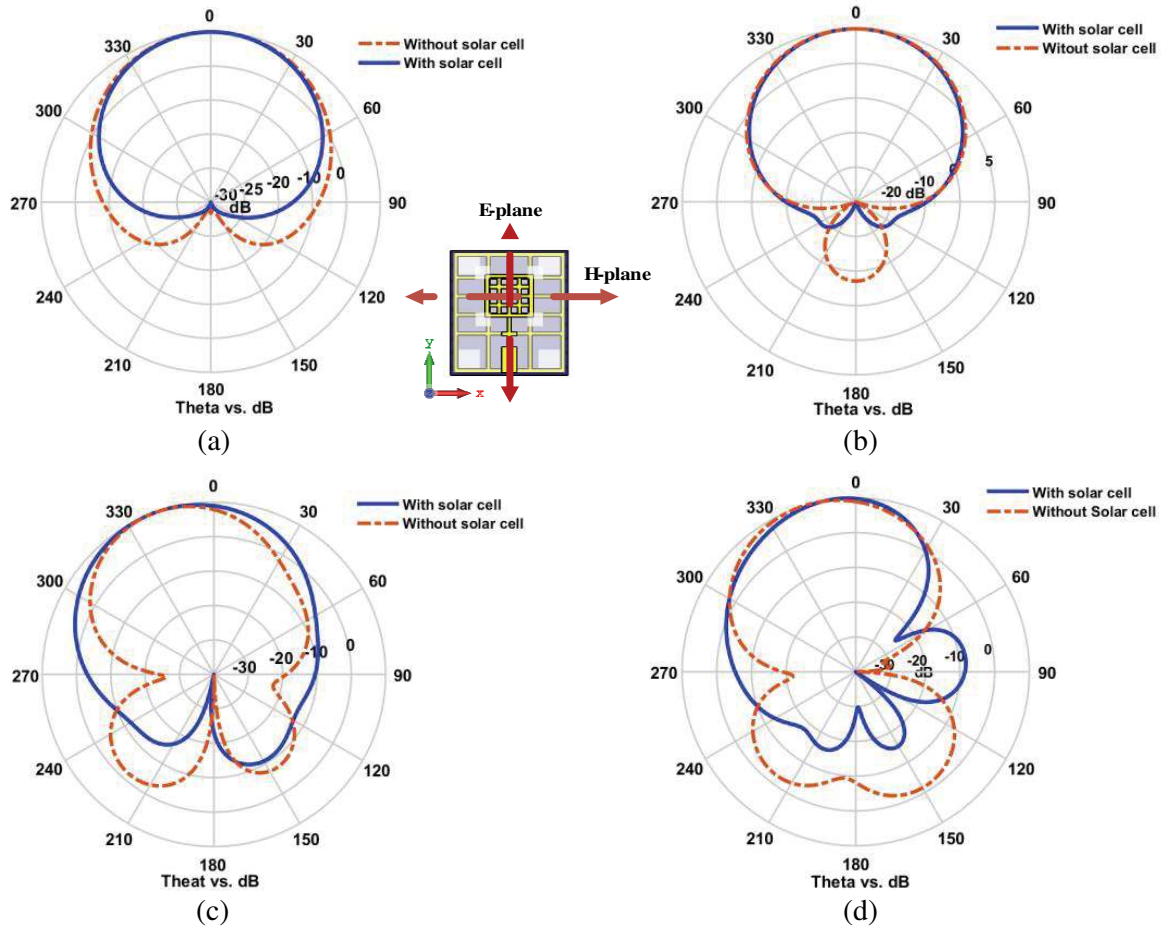 0
30
60
90
120
150
180
210
240
270
300
330
-30
-25
-20
-10
0
dB
Without solar cell
With solar cell
Theta vs. dB
(a)
E-plane
H-plane
y
x
0
30
60
90
120
150
180
210
240
270
300
330
-20
dB
-10
0
5
With solar cell
Witout solar cell
Theta vs. dB
(b)
0
30
60
90
120
150
180
210
240
270
300
330
-30
-20
-10
0
With solar cell
Without solar cell
Theat vs. dB
(c)
0
30
60
90
120
150
180
210
240
270
300
330
-30
-20
-10
0
dB
With solar cell
Without Solar cell
Theta vs. dB
(d)